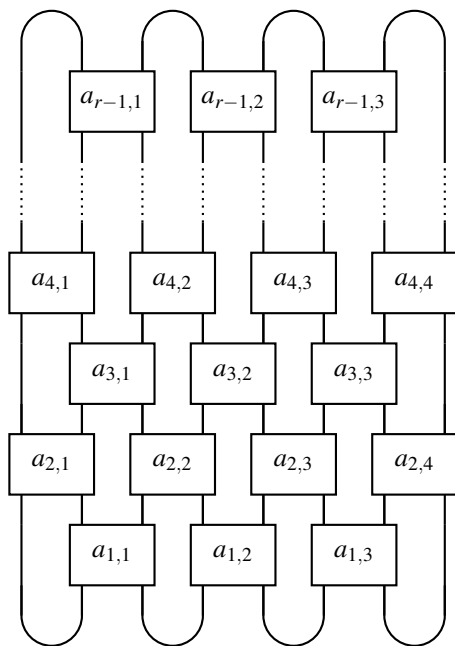 a_{r−1,1} a_{r−1,2} a_{r−1,3}
a_{4,1} a_{4,2} a_{4,3} a_{4,4}
a_{3,1} a_{3,2} a_{3,3}
a_{2,1} a_{2,2} a_{2,3} a_{2,4}
a_{1,1} a_{1,2} a_{1,3}